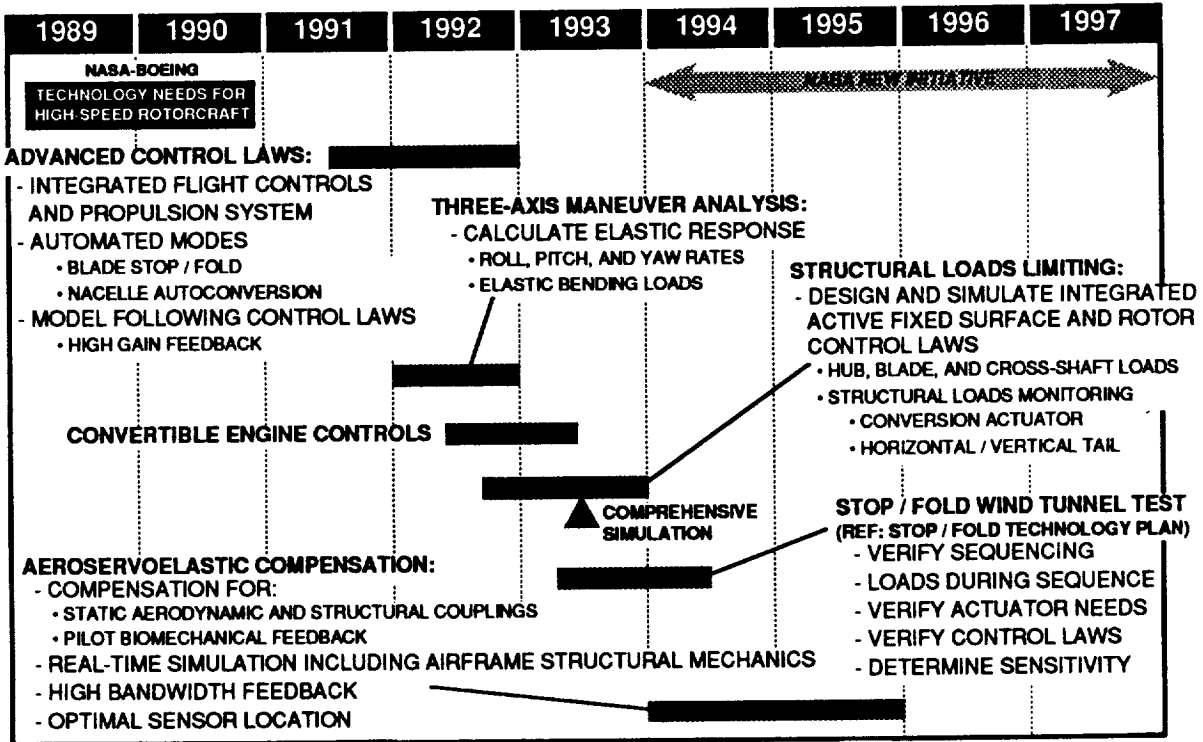 1989 1990 1991 1992 1993 1994 1995 1996 1997
NASA-BOEING
TECHNOLOGY NEEDS FOR
HIGH-SPEED ROTORCRAFT
NASA NEW INITIATIVE
ADVANCED CONTROL LAWS:
- INTEGRATED FLIGHT CONTROLS
AND PROPULSION SYSTEM
- AUTOMATED MODES
• BLADE STOP / FOLD
• NACELLE AUTOCONVERSION
- MODEL FOLLOWING CONTROL LAWS
• HIGH GAIN FEEDBACK
THREE-AXIS MANEUVER ANALYSIS:
- CALCULATE ELASTIC RESPONSE
• ROLL, PITCH, AND YAW RATES
• ELASTIC BENDING LOADS
STRUCTURAL LOADS LIMITING:
- DESIGN AND SIMULATE INTEGRATED
ACTIVE FIXED SURFACE AND ROTOR
CONTROL LAWS
• HUB, BLADE, AND CROSS-SHAFT LOADS
• STRUCTURAL LOADS MONITORING
• CONVERSION ACTUATOR
• HORIZONTAL / VERTICAL TAIL
CONVERTIBLE ENGINE CONTROLS
COMPREHENSIVE
SIMULATION
STOP / FOLD WIND TUNNEL TEST
(REF: STOP / FOLD TECHNOLOGY PLAN)
- VERIFY SEQUENCING
- LOADS DURING SEQUENCE
- VERIFY ACTUATOR NEEDS
- VERIFY CONTROL LAWS
- DETERMINE SENSITIVITY
AEROSERVOELASTIC COMPENSATION:
- COMPENSATION FOR:
• STATIC AERODYNAMIC AND STRUCTURAL COUPLINGS
• PILOT BIOMECHANICAL FEEDBACK
- REAL-TIME SIMULATION INCLUDING AIRFRAME STRUCTURAL MECHANICS
- HIGH BANDWIDTH FEEDBACK
- OPTIMAL SENSOR LOCATION